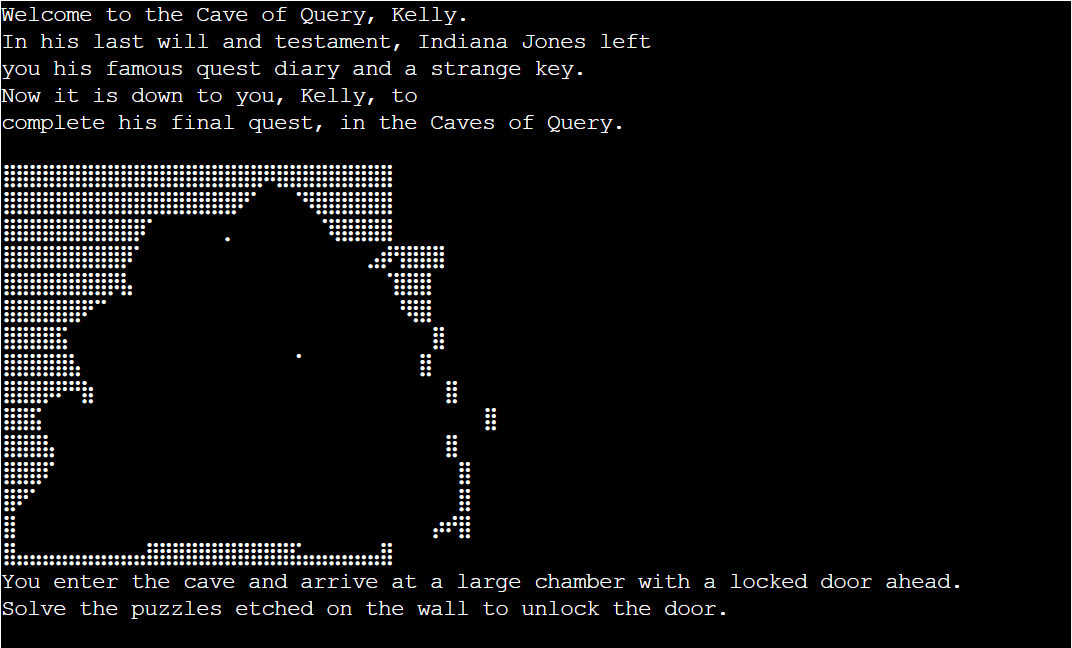 Welcome to the Cave of Query, Kelly.
In his last will and testament, Indiana Jones left
you his famous quest diary and a strange key.
Now it is down to you, Kelly, to
complete his final quest, in the Caves of Query.
You enter the cave and arrive at a large chamber with a locked door ahead.
Solve the puzzles etched on the wall to unlock the door.